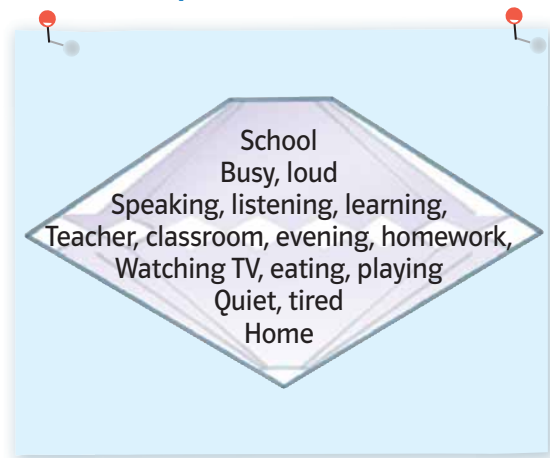 School
Busy, loud
Speaking, listening, learning,
Teacher, classroom, evening, homework,
Watching TV, eating, playing
Quiet, tired
Home